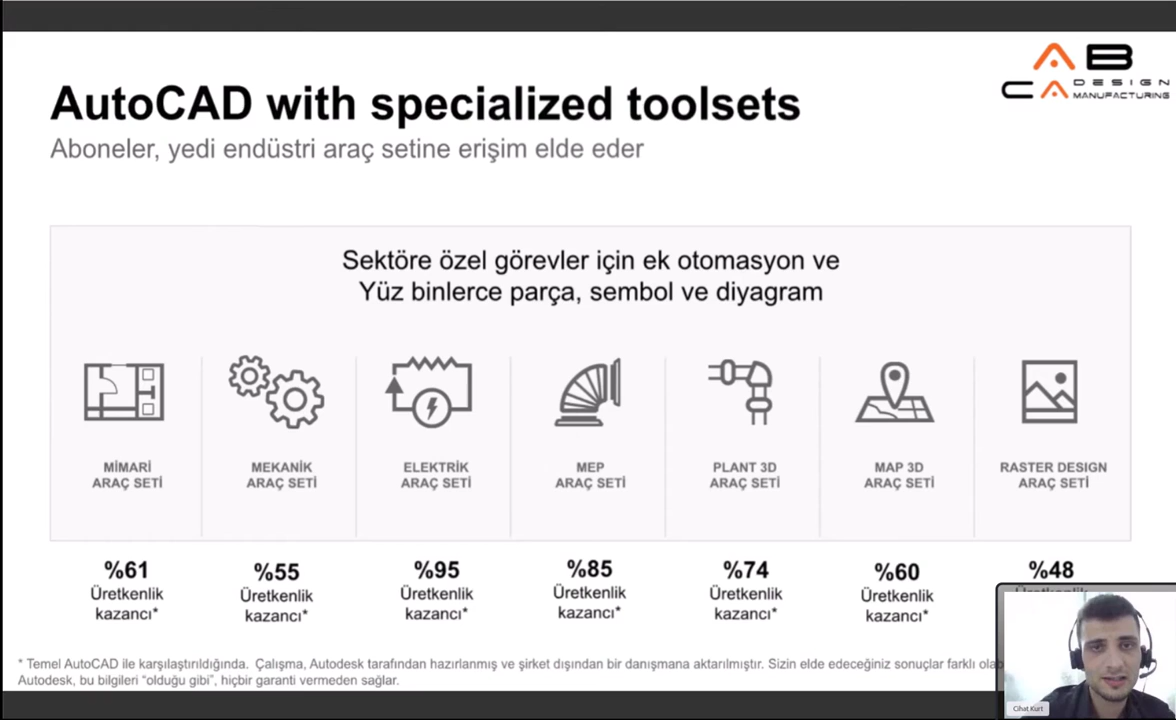 AB
CA DESIGN
MANUFACTURING
AutoCAD with specialized toolsets
Aboneler, yedi endüstri araç setine erişim elde eder
Sektöre özel görevler için ek otomasyon ve
Yüz binlerce parça, sembol ve diyagram
MİMARİ
ARAÇ SETİ
MEKANİK
ARAÇ SETİ
ELEKTRİK
ARAÇ SETİ
MEP
ARAÇ SETİ
PLANT 3D
ARAÇ SETİ
MAP 3D
ARAÇ SETİ
RASTER DESIGN
ARAÇ SETİ
%61
Üretkenlik
kazancı*
%55
Üretkenlik
kazancı*
%95
Üretkenlik
kazancı*
%85
Üretkenlik
kazancı*
%74
Üretkenlik
kazancı*
%60
Üretkenlik
kazancı*
%48
* Temel AutoCAD ile karşılaştırıldığında. Çalışma, Autodesk tarafından hazırlanmış ve şirket dışından bir danışmana aktarılmıştır. Sizin elde edeceğiniz sonuçlar farklı
Autodesk, bu bilgileri “olduğu gibi”, hiçbir garanti vermeden sağlar.
Cihat Kurt